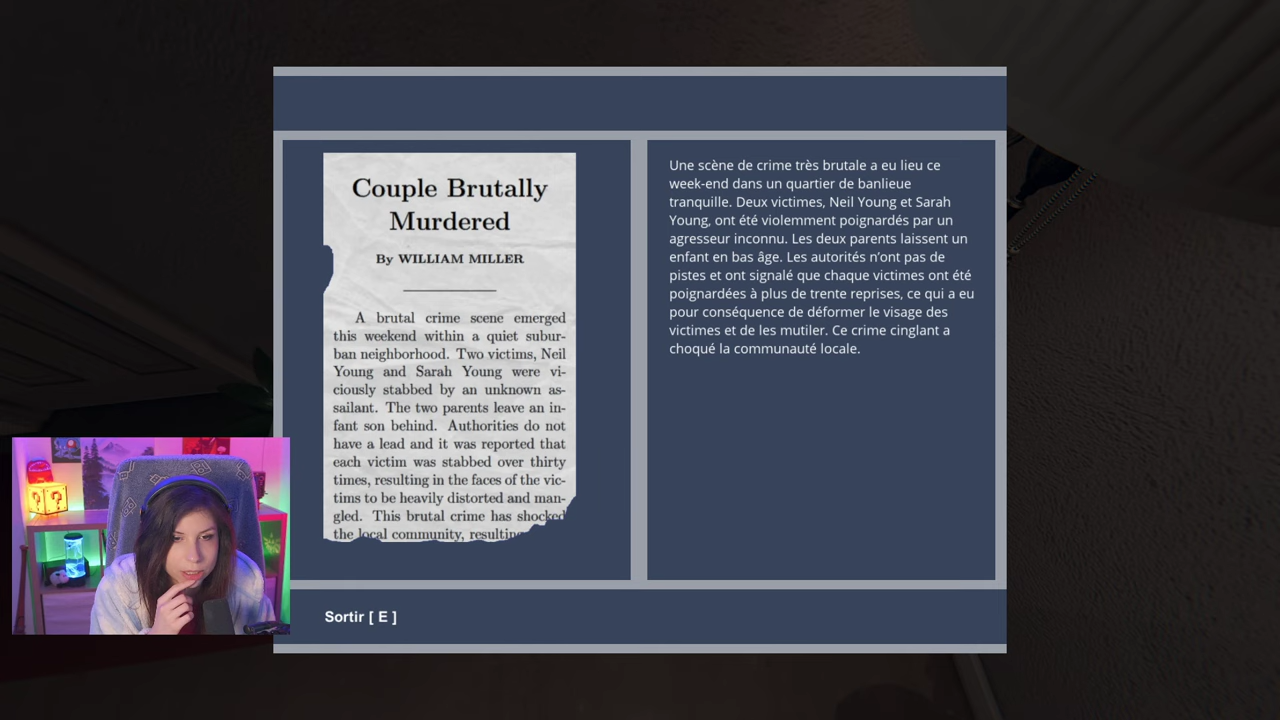 Couple Brutally
Murdered
By WILLIAM MILLER
A brutal crime scene emerged
this weekend within a quiet subur-
ban neighborhood. Two victims, Neil
Young and Sarah Young were vi-
ciously stabbed by an unknown as-
sailant. The two parents leave an in-
fant son behind. Authorities do not
have a lead and it was reported that
each victim was stabbed over thirty
times, resulting in the faces of the vic-
tims to be heavily distorted and man-
gled. This brutal crime has shocked
the local community, resulting
Une scène de crime très brutale a eu lieu ce
week-end dans un quartier de banlieue
tranquille. Deux victimes, Neil Young et Sarah
Young, ont été violemment poignardés par un
agresseur inconnu. Les deux parents laissent un
enfant en bas âge. Les autorités n’ont pas de
pistes et ont signalé que chaque victimes ont été
poignardées à plus de trente reprises, ce qui a eu
pour conséquence de déformer le visage des
victimes et de les mutiler. Ce crime cinglant a
choqué la communauté locale.
Sortir [ E ]